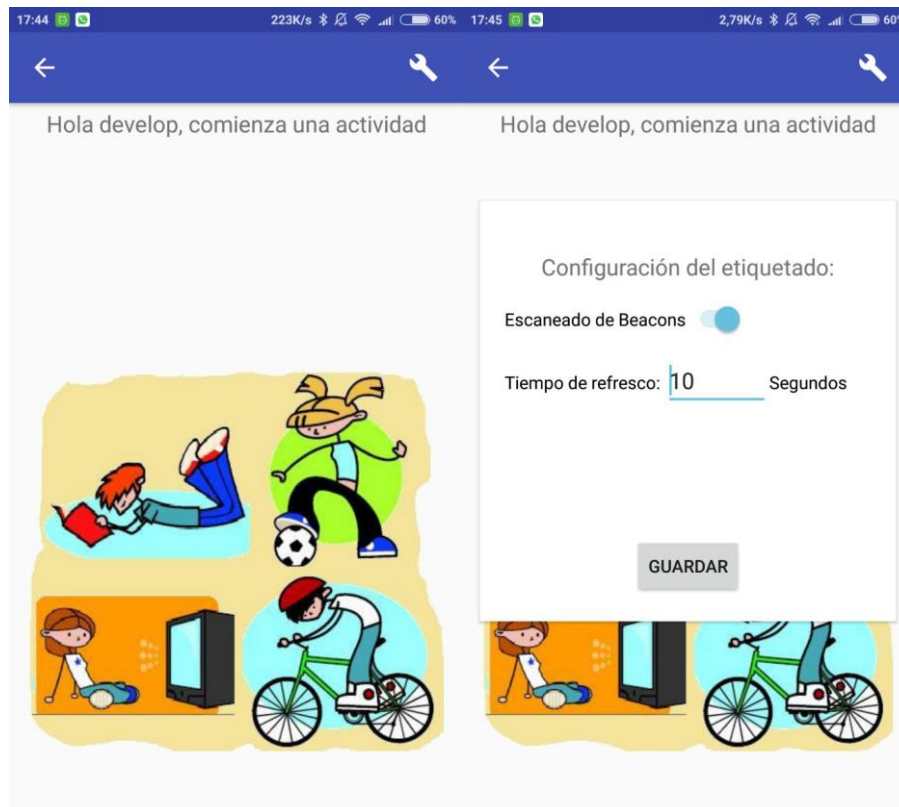 17:44 223K/s 60%
Hola develop, comienza una actividad
17:45 2,79K/s 60
Hola develop, comienza una actividad
Configuración del etiquetado:
Escaneado de Beacons
Tiempo de refresco: 10 Segundos
GUARDAR